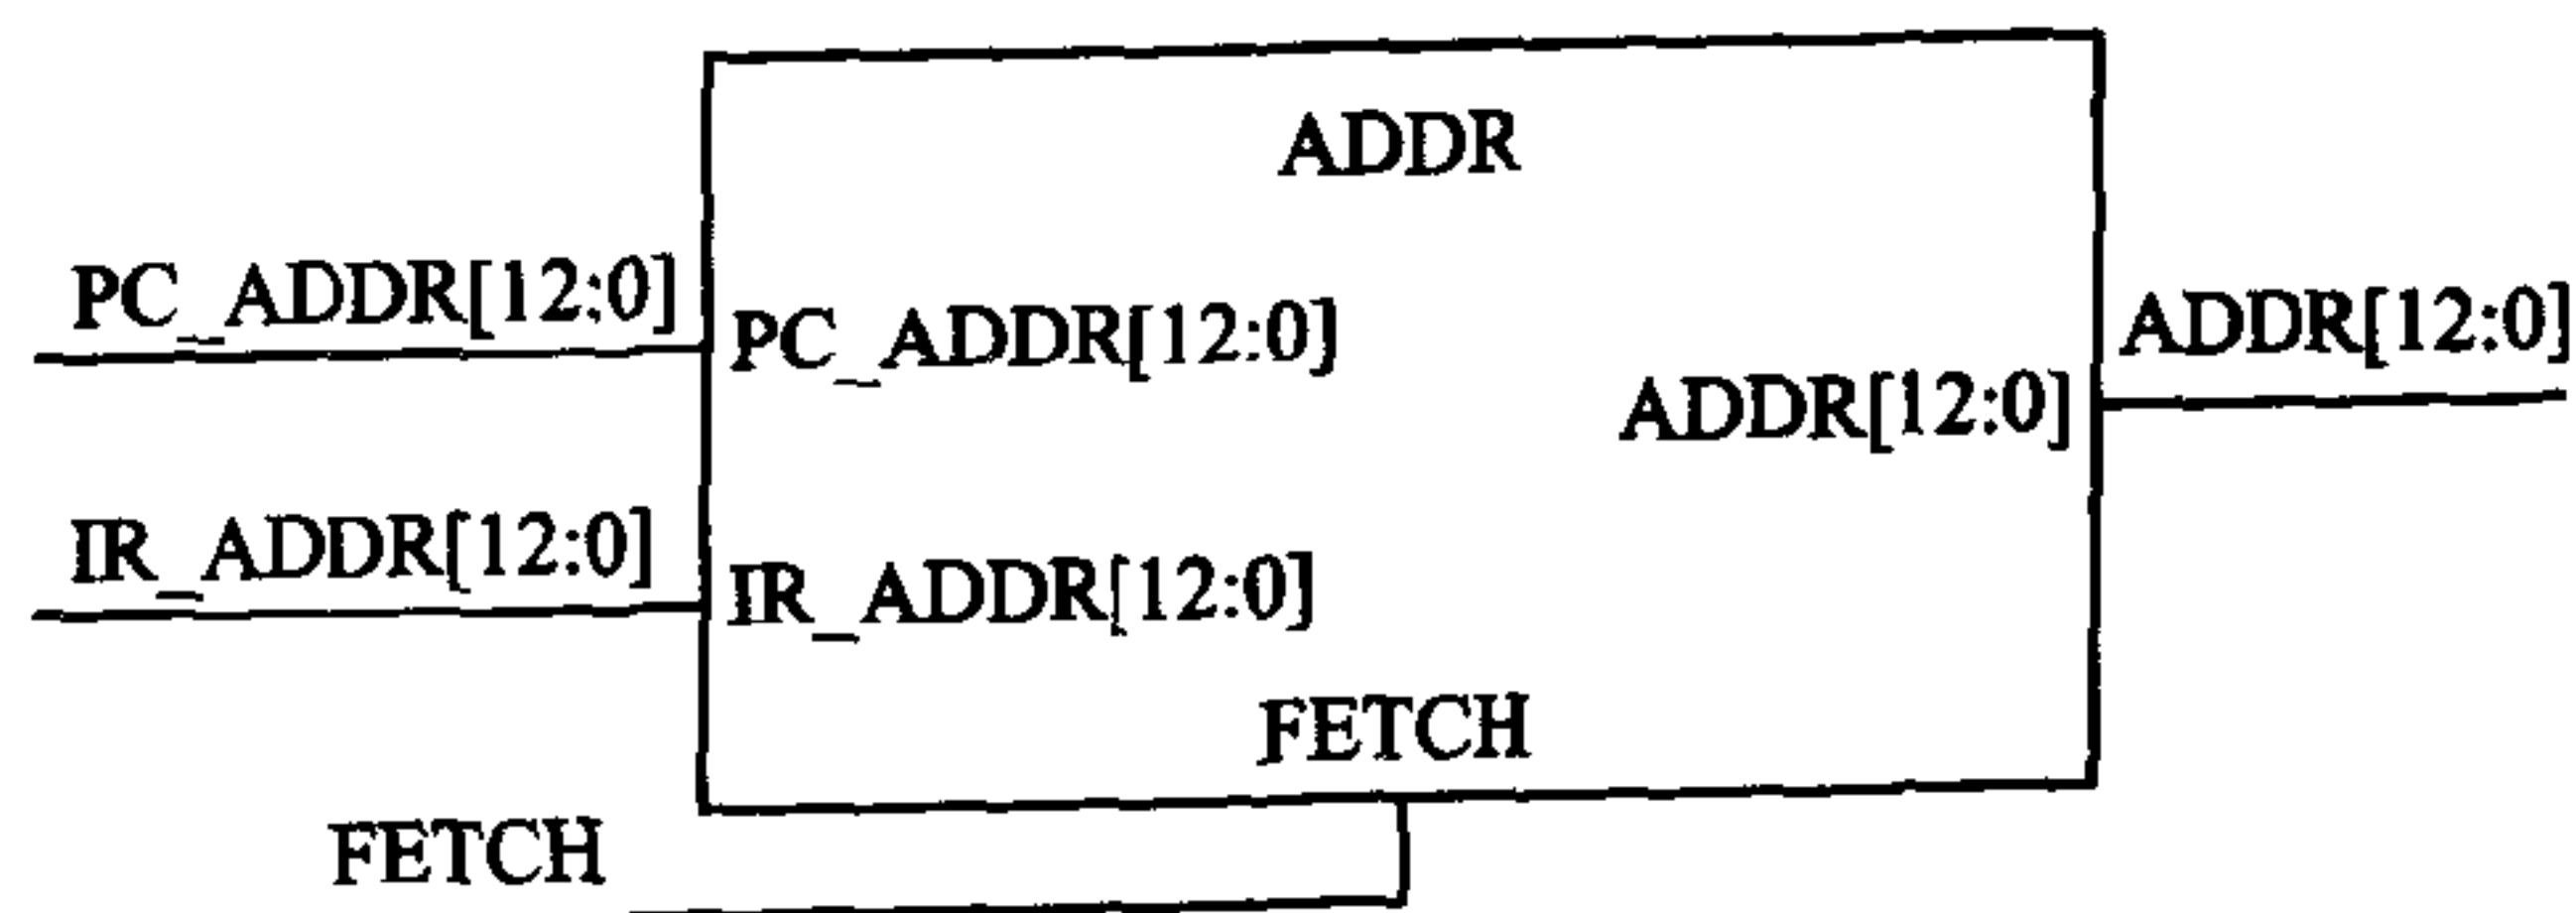 ADDR
PC_ADDR[12:0]
PC_ADDR[12:0]
ADDR[12:0]
ADDR[12:0]
IR_ADDR[12:0]
IR_ADDR[12:0]
FETCH
FETCH